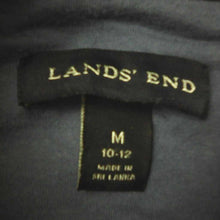 LANDS' END
M
10-12
MADE IN
SRI LANKA